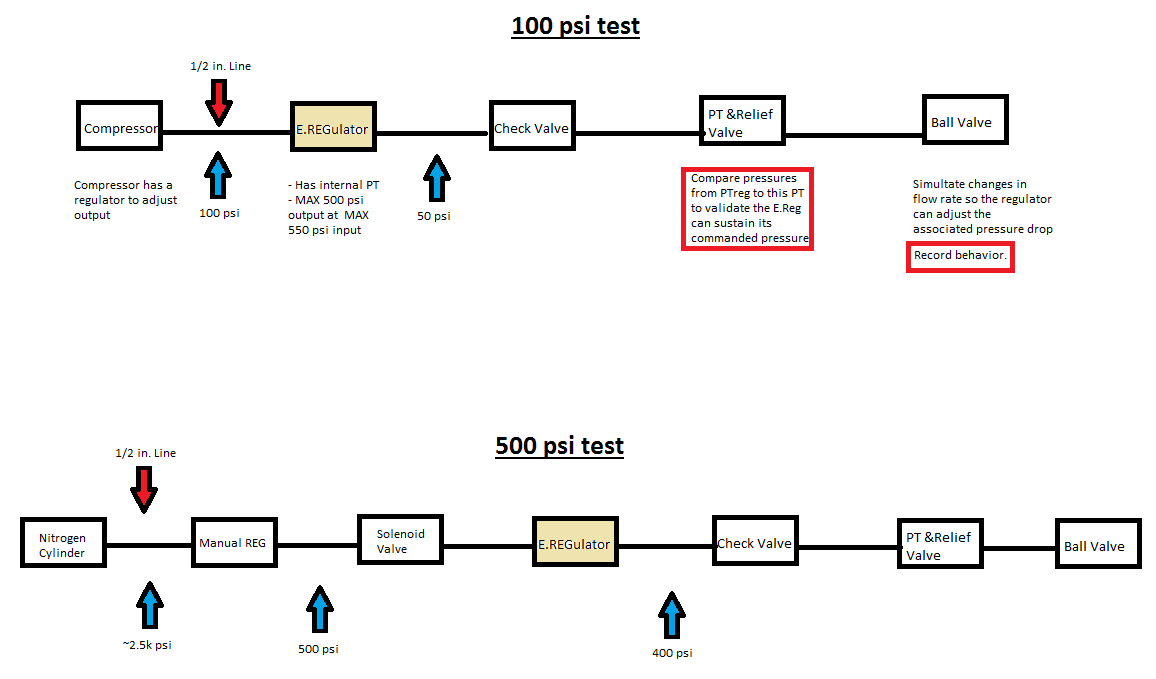 100 psi test
1/2 in. Line
Compressor
E.REGulator
Check Valve
PT &Relief
Valve
Ball Valve
Compressor has a
regulator to adjust
output
100 psi
- Has internal PT
- MAX 500 psi
output at MAX
550 psi input
50 psi
Compare pressures
from PTreg to this PT
to validate the E.Reg
can sustain its
commanded pressure
Simultate changes in
flow rate so the regulator
can adjust the
associated pressure drop
Record behavior.
500 psi test
1/2 in. Line
Nitrogen
Cylinder
Manual REG
Solenoid
Valve
E.REGulator
Check Valve
PT &Relief
Valve
Ball Valve
~2.5k psi
500 psi
400 psi